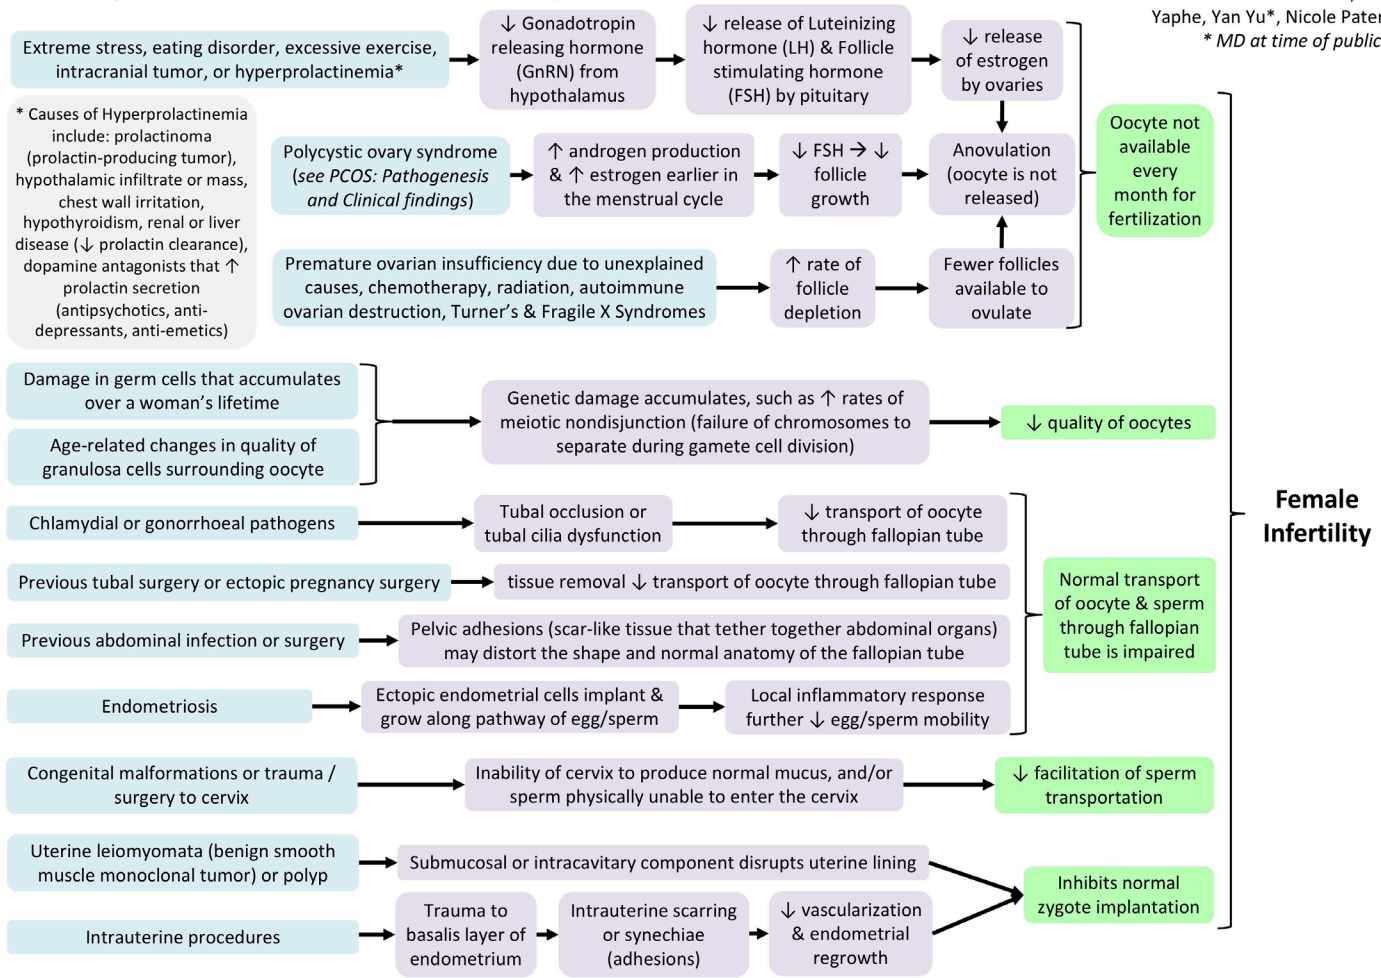 Yaphe, Yan Yu*, Nicole Pater
* MD at time of public
Extreme stress, eating disorder, excessive exercise,
intracranial tumor, or hyperprolactinemia*
↓ Gonadotropin
releasing hormone
(GnRN) from
hypothalamus
↓ release of Luteinizing
hormone (LH) & Follicle
stimulating hormone
(FSH) by pituitary
↓ release
of estrogen
by ovaries
* Causes of Hyperprolactinemia
include: prolactinoma
(prolactin-producing tumor),
hypothalamic infiltrate or mass,
chest wall irritation,
hypothyroidism, renal or liver
disease (↓ prolactin clearance),
dopamine antagonists that ↑
prolactin secretion
(antipsychotics, anti-
depressants, anti-emetics)
Polycystic ovary syndrome
(see PCOS: Pathogenesis
and Clinical findings)
↑ androgen production
& ↑ estrogen earlier in
the menstrual cycle
↓ FSH → ↓
follicle
growth
Anovulation
(oocyte is not
released)
Premature ovarian insufficiency due to unexplained
causes, chemotherapy, radiation, autoimmune
ovarian destruction, Turner's & Fragile X Syndromes
↑ rate of
follicle
depletion
Fewer follicles
available to
ovulate
Oocyte not
available
every
month for
fertilization
Damage in germ cells that accumulates
over a woman's lifetime
Age-related changes in quality of
granulosa cells surrounding oocyte
Genetic damage accumulates, such as ↑ rates of
meiotic nondisjunction (failure of chromosomes to
separate during gamete cell division)
↓ quality of oocytes
Chlamydial or gonorrhoeal pathogens
Tubal occlusion or
tubal cilia dysfunction
↓ transport of oocyte
through fallopian tube
Previous tubal surgery or ectopic pregnancy surgery
tissue removal ↓ transport of oocyte through fallopian tube
Previous abdominal infection or surgery
Pelvic adhesions (scar-like tissue that tether together abdominal organs)
may distort the shape and normal anatomy of the fallopian tube
Endometriosis
Ectopic endometrial cells implant &
grow along pathway of egg/sperm
Local inflammatory response
further ↓ egg/sperm mobility
Normal transport
of oocyte & sperm
through fallopian
tube is impaired
Female
Infertility
Congenital malformations or trauma /
surgery to cervix
Inability of cervix to produce normal mucus, and/or
sperm physically unable to enter the cervix
↓ facilitation of sperm
transportation
Uterine leiomyomata (benign smooth
muscle monoclonal tumor) or polyp
Submucosal or intracavitary component disrupts uterine lining
Intrauterine procedures
Trauma to
basalis layer of
endometrium
Intrauterine scarring
or synechiae
(adhesions)
↓ vascularization
& endometrial
regrowth
Inhibits normal
zygote implantation